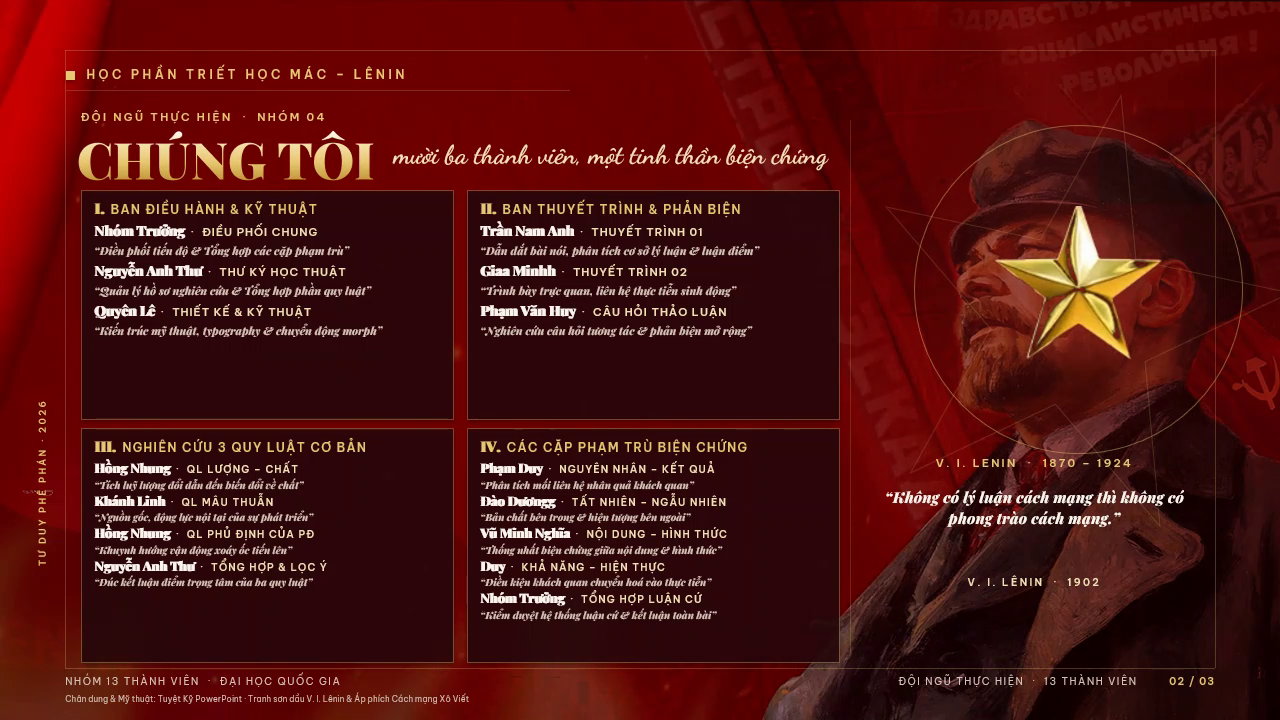 ЗДРАВСТВУЕТ
СОЦИАЛИСТИЧЕСКАЯ
РЕВОЛЮЦИЯ !
HỌC PHẦN TRIẾT HỌC MÁC – LÊNIN
ĐỘI NGŨ THỰC HIỆN · NHÓM 04
CHÚNG TÔI
mười ba thành viên, một tinh thần biện chứng
I. BAN ĐIỀU HÀNH & KỸ THUẬT
Nhóm Trưởng · ĐIỀU PHỐI CHUNG
“Điều phối tiến độ & Tổng hợp các cặp phạm trù”
Nguyễn Anh Thư · THƯ KÝ HỌC THUẬT
“Quản lý hồ sơ nghiên cứu & Tổng hợp phần quy luật”
Quyên Lê · THIẾT KẾ & KỸ THUẬT
“Kiến trúc mỹ thuật, typography & chuyển động morph”
II. BAN THUYẾT TRÌNH & PHẢN BIỆN
Trần Nam Anh · THUYẾT TRÌNH 01
“Dẫn dắt bài nói, phân tích cơ sở lý luận & luận điểm”
Giaa Minhh · THUYẾT TRÌNH 02
“Trình bày trực quan, liên hệ thực tiễn sinh động”
Phạm Văn Huy · CÂU HỎI THẢO LUẬN
“Nghiên cứu câu hỏi tương tác & phản biện mở rộng”
III. NGHIÊN CỨU 3 QUY LUẬT CƠ BẢN
Hồng Nhung · QL LƯỢNG – CHẤT
“Tích luỹ lượng đổi dẫn đến biến đổi về chất”
Khánh Linh · QL MÂU THUẪN
“Nguồn gốc, động lực nội tại của sự phát triển”
Hồng Nhung · QL PHỦ ĐỊNH CỦA PĐ
“Khuynh hướng vận động xoáy ốc tiến lên”
Nguyễn Anh Thư · TỔNG HỢP & LỌC Ý
“Đúc kết luận điểm trọng tâm của ba quy luật”
IV. CÁC CẶP PHẠM TRÙ BIỆN CHỨNG
Phạm Duy · NGUYÊN NHÂN – KẾT QUẢ
“Phân tích mối liên hệ nhân quả khách quan”
Đào Dươngg · TẤT NHIÊN – NGẪU NHIÊN
“Bản chất bên trong & hiện tượng bên ngoài”
Vũ Minh Nghĩa · NỘI DUNG – HÌNH THỨC
“Thống nhất biện chứng giữa nội dung & hình thức”
Duy · KHẢ NĂNG – HIỆN THỰC
“Điều kiện khách quan chuyển hoá vào thực tiễn”
Nhóm Trưởng · TỔNG HỢP LUẬN CỨ
“Kiểm duyệt hệ thống luận cứ & kết luận toàn bài”
V. I. LENIN · 1870 – 1924
“Không có lý luận cách mạng thì không có
phong trào cách mạng.”
V. I. LÊNIN · 1902
TƯ DUY PHÊ PHÁN · 2026
NHÓM 13 THÀNH VIÊN · ĐẠI HỌC QUỐC GIA
Chân dung & Mỹ thuật: Tuyệt Kỹ PowerPoint · Tranh sơn dầu V. I. Lênin & Áp phích Cách mạng Xô Viết
ĐỘI NGŨ THỰC HIỆN · 13 THÀNH VIÊN
02 / 03